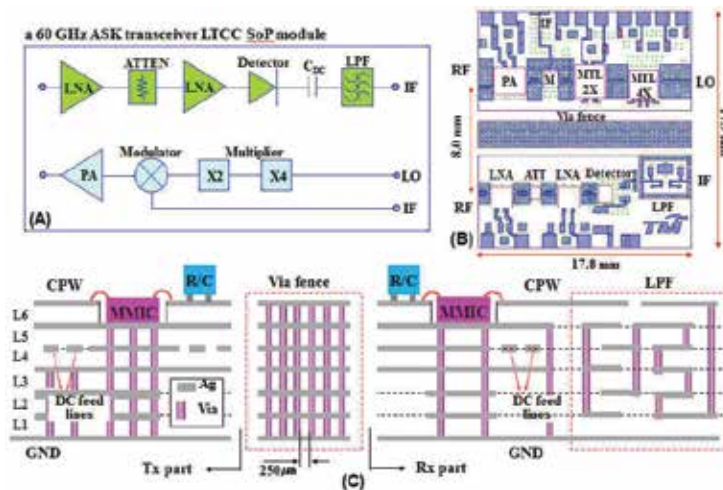 a 60 GHz ASK transceiver LTCC SoP module
ATTEN
Detector
C_DC
LPF
LNA
LNA
IF
Modulator
Multiplier
PA
X2
X4
LO
IF
(A)
IF
RF
PA
M
MTL
2X
MTL
4X
LO
Via fence
8.0 mm
LNA
ATT
LNA
Detector
IF
RF
LPF
(B)
17.8 mm
R/C
Via fence
R/C
CPW
CPW
LPF
MMIC
MMIC
L6
L5
L4
L3
L2
L1
DC feed
lines
Ag
Via
DC feed
lines
GND
GND
Tx part
250μm
(C)
Rx part